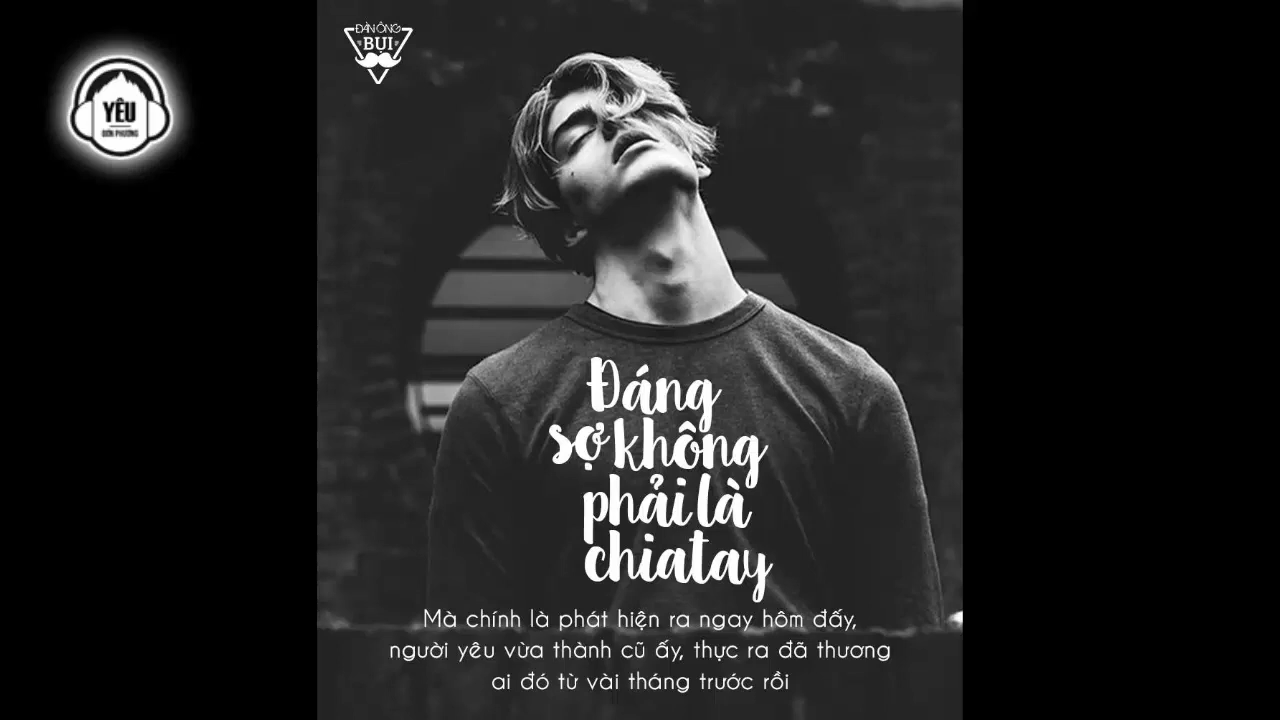 ĐÀN ÔNG
BỤI
YÊU
ĐƠN PHƯƠNG
Đáng
sợ không
phải là
chia tay
Mà chính là phát hiện ra ngay hôm đấy,
người yêu vừa thành cũ ấy, thực ra đã thương
ai đó từ vài tháng trước rồi